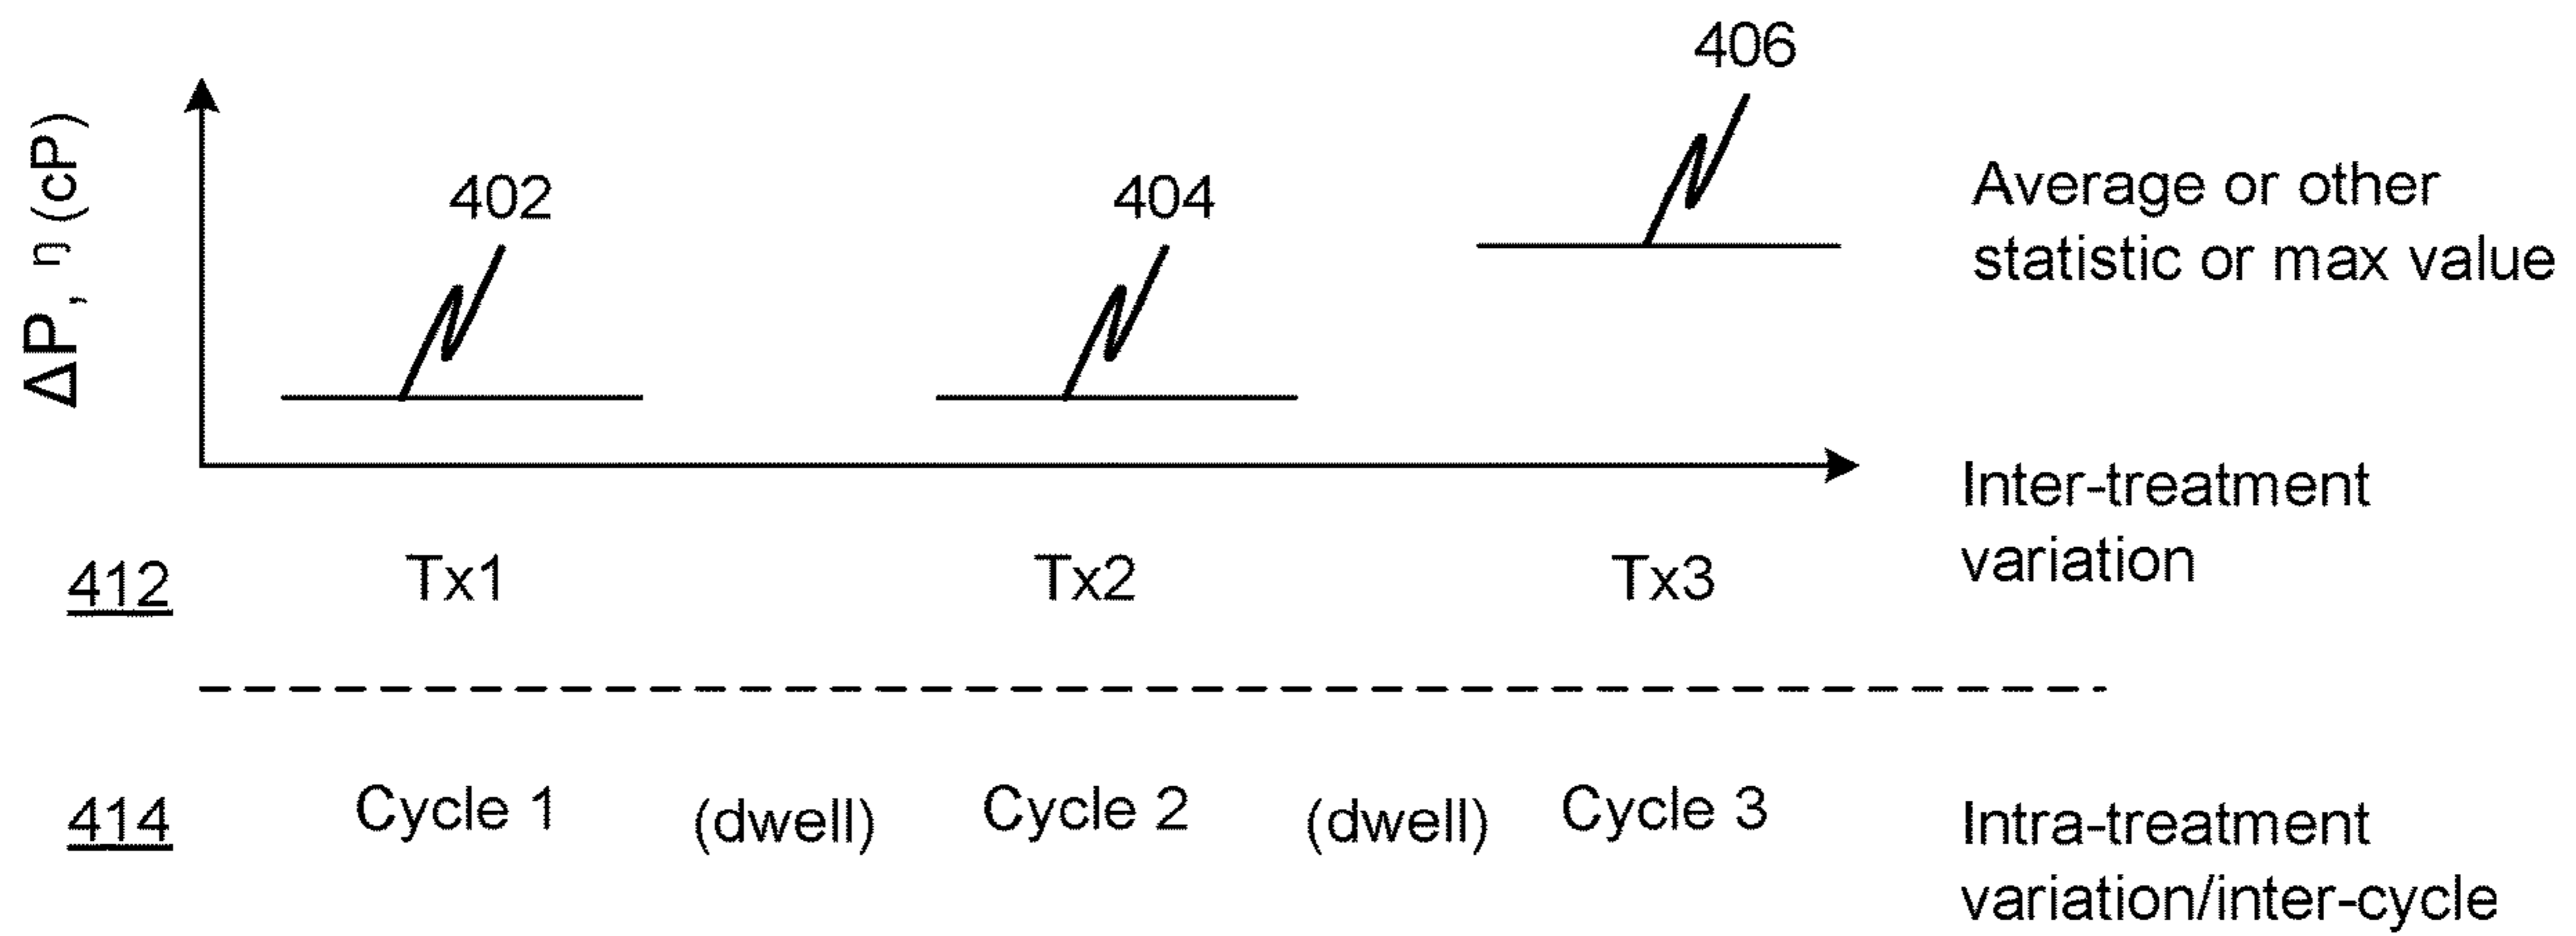 406
402
404
Average or other
statistic or max value
ΔP, η (cP)
Inter-treatment
variation
412 Tx1 Tx2 Tx3
414 Cycle 1 (dwell) Cycle 2 (dwell) Cycle 3
Intra-treatment
variation/inter-cycle